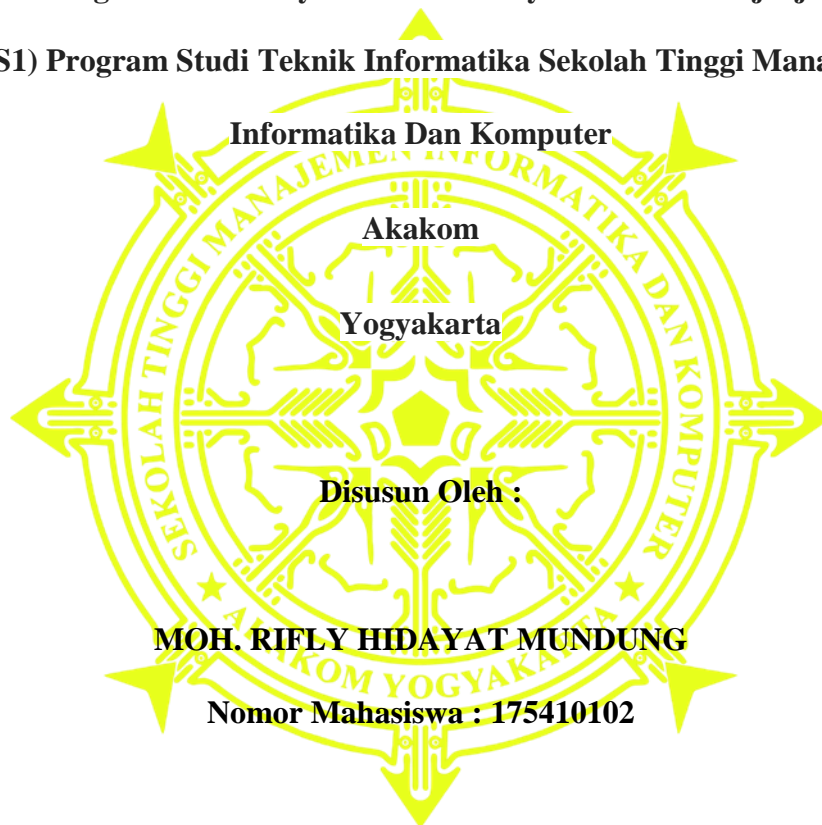 S1) Program Studi Teknik Informatika Sekolah Tinggi Mana
Informatika Dan Komputer
Akakom
Yogyakarta
Disusun Oleh :
MOH. RIFLY HIDAYAT MUNDUNG
Nomor Mahasiswa : 175410102
SEKOLAH TINGGI MANAJEMEN INFORMATIKA DAN KOMPUTER
AKAKOM YOGYAKARTA